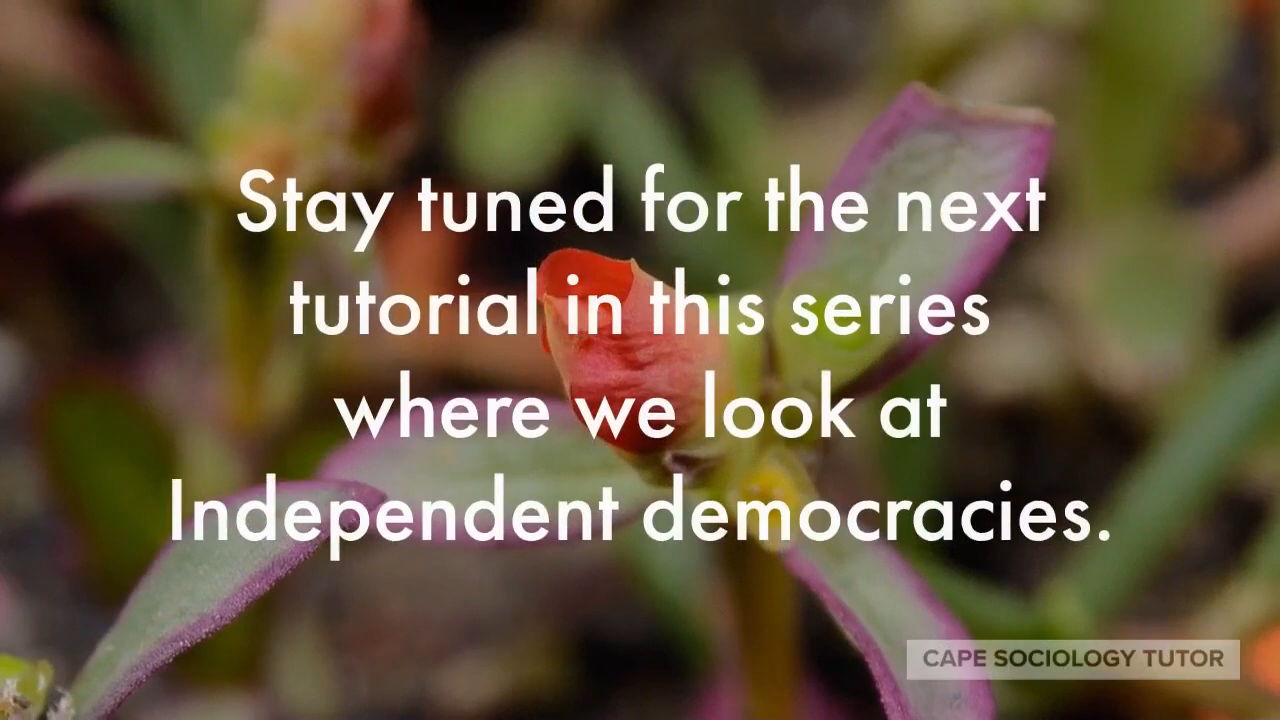 Stay tuned for the next
tutorial in this series
where we look at
Independent democracies.
CAPE SOCIOLOGY TUTOR